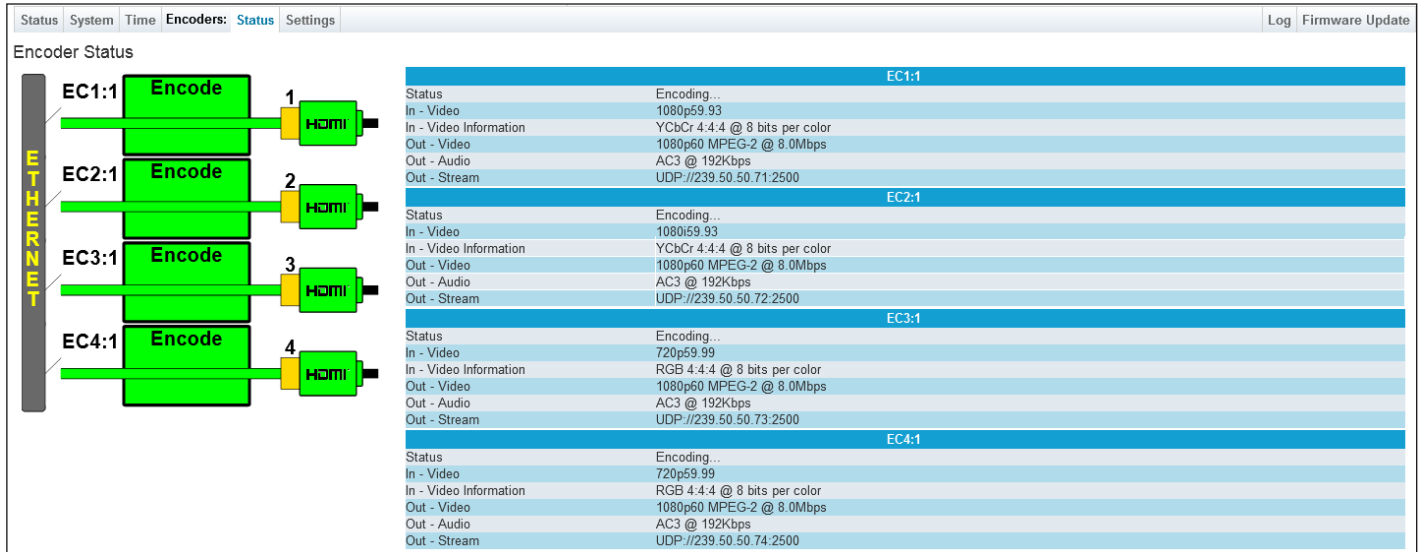 Status System Time Encoders: Status Settings Log Firmware Update
Encoder Status
ETHERNET
EC1:1 Encode 1 HDMI
EC2:1 Encode 2 HDMI
EC3:1 Encode 3 HDMI
EC4:1 Encode 4 HDMI
EC1:1
Status Encoding...
In - Video 1080p59.93
In - Video Information YCbCr 4:4:4 @ 8 bits per color
Out - Video 1080p60 MPEG-2 @ 8.0Mbps
Out - Audio AC3 @ 192Kbps
Out - Stream UDP://239.50.50.71:2500
EC2:1
Status Encoding...
In - Video 1080i59.93
In - Video Information YCbCr 4:4:4 @ 8 bits per color
Out - Video 1080p60 MPEG-2 @ 8.0Mbps
Out - Audio AC3 @ 192Kbps
Out - Stream UDP://239.50.50.72:2500
EC3:1
Status Encoding...
In - Video 720p59.99
In - Video Information RGB 4:4:4 @ 8 bits per color
Out - Video 1080p60 MPEG-2 @ 8.0Mbps
Out - Audio AC3 @ 192Kbps
Out - Stream UDP://239.50.50.73:2500
EC4:1
Status Encoding...
In - Video 720p59.99
In - Video Information RGB 4:4:4 @ 8 bits per color
Out - Video 1080p60 MPEG-2 @ 8.0Mbps
Out - Audio AC3 @ 192Kbps
Out - Stream UDP://239.50.50.74:2500